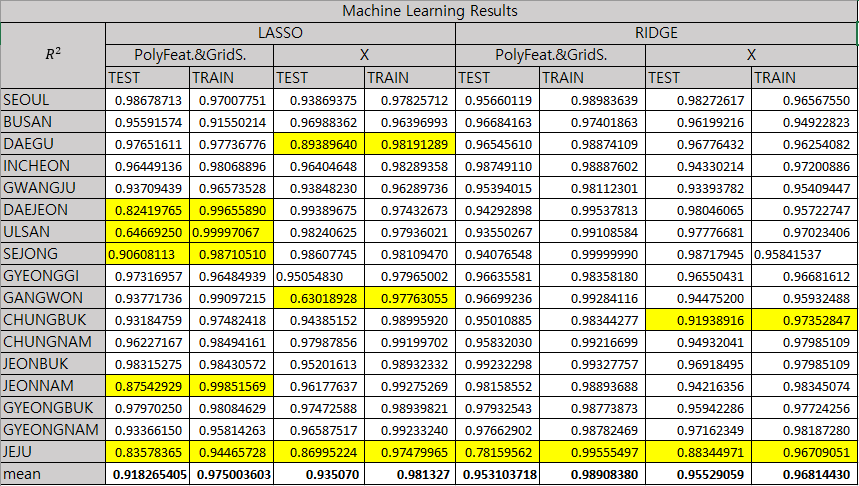 Machine Learning Results
R² LASSO RIDGE
PolyFeat.&GridS. X PolyFeat.&GridS. X
TEST TRAIN TEST TRAIN TEST TRAIN TEST TRAIN
SEOUL 0.98678713 0.97007751 0.93869375 0.97825712 0.95660119 0.98983639 0.98272617 0.96567550
BUSAN 0.95591574 0.91550214 0.96988362 0.96396993 0.96684163 0.97401863 0.96199216 0.94922823
DAEGU 0.97651611 0.97736776 0.89389640 0.98191289 0.96545610 0.98874109 0.96776432 0.96254082
INCHEON 0.96449136 0.98068896 0.96404648 0.98289358 0.98749110 0.98887602 0.94330214 0.97200886
GWANGJU 0.93709439 0.96573528 0.93848230 0.96289736 0.95394015 0.98112301 0.93393782 0.95409447
DAEJEON 0.82419765 0.99655890 0.99389675 0.97432673 0.94292898 0.99537813 0.98046065 0.95722747
ULSAN 0.64669250 0.99997067 0.98240625 0.97936021 0.93550267 0.99108584 0.97776681 0.97023406
SEJONG 0.90608113 0.98710510 0.98607745 0.98109470 0.94076548 0.99999990 0.98717945 0.95841537
GYEONGGI 0.97316957 0.96484939 0.95054830 0.97965002 0.96635581 0.98358180 0.96550431 0.96681612
GANGWON 0.93771736 0.99097215 0.63018928 0.97763055 0.96699236 0.99284116 0.94475200 0.95932488
CHUNGBUK 0.93184759 0.97482418 0.94385152 0.98995920 0.95010885 0.98344277 0.91938916 0.97352847
CHUNGNAM 0.96227167 0.98494161 0.97987856 0.99199702 0.95832030 0.99216699 0.94932041 0.97985109
JEONBUK 0.98315275 0.98430572 0.95201613 0.98932332 0.99232298 0.99327757 0.96918495 0.97985109
JEONNAM 0.87542929 0.99851569 0.96177637 0.99275269 0.98158552 0.98893688 0.94216356 0.98345074
GYEONGBUK 0.97970250 0.98084629 0.97472588 0.98939821 0.97932543 0.98773873 0.95942286 0.97724256
GYEONGNAM 0.93366150 0.95814263 0.96587517 0.99233240 0.97662902 0.98782469 0.97162349 0.98187280
JEJU 0.83578365 0.94465728 0.86995224 0.97479965 0.78159562 0.99555497 0.88344971 0.96709051
mean 0.918265405 0.975003603 0.935070 0.981327 0.953103718 0.98908380 0.95529059 0.96814430